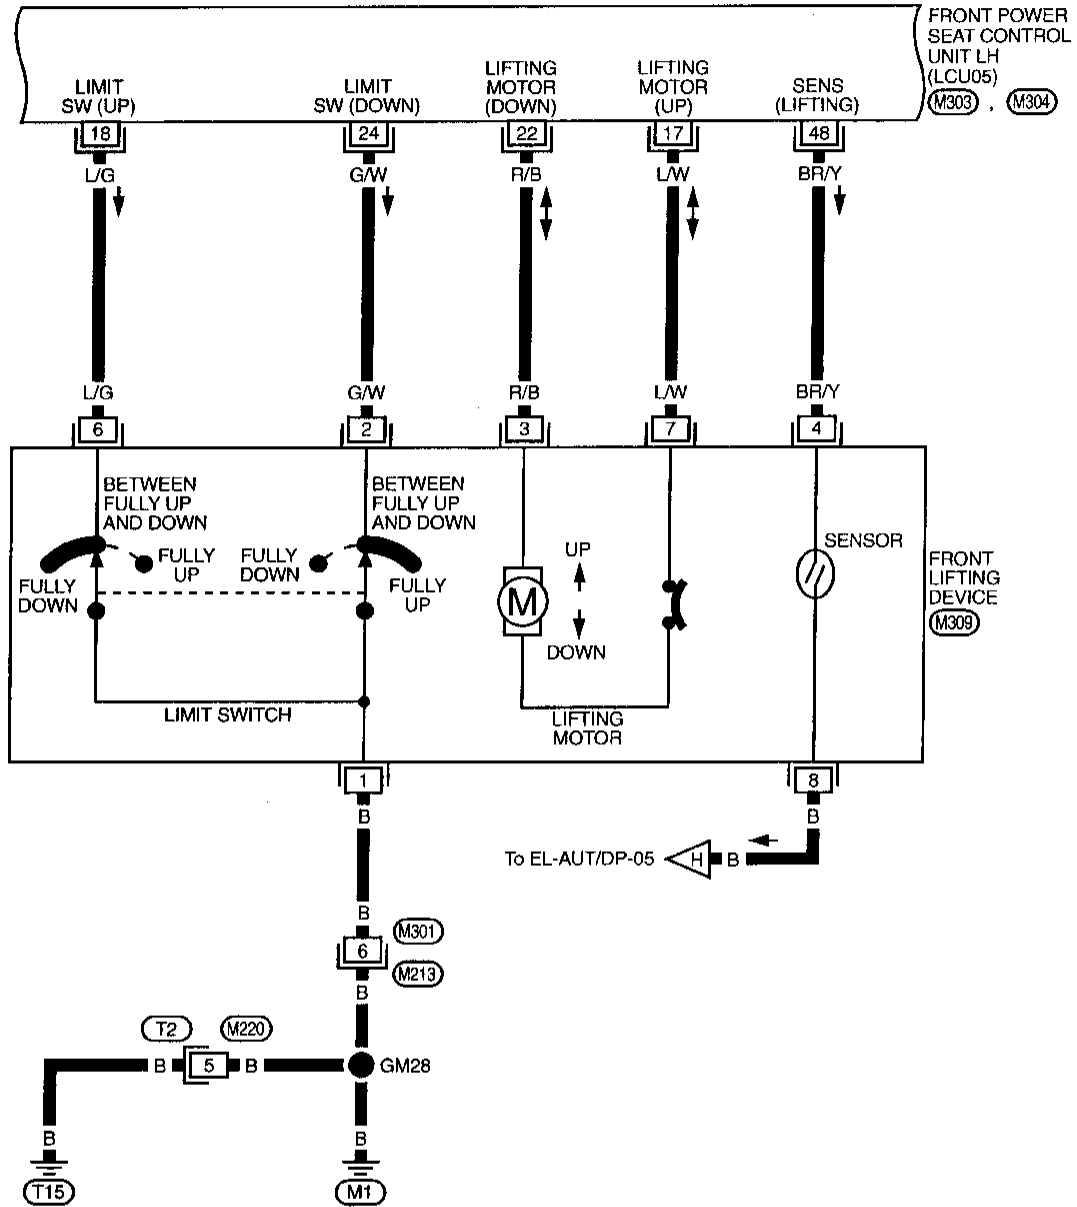 FRONT POWER
SEAT CONTROL
UNIT LH
(LCU05)
M303 , M304
LIMIT
SW (UP)
LIMIT
SW (DOWN)
LIFTING
MOTOR
(DOWN)
LIFTING
MOTOR
(UP)
SENS
(LIFTING)
18 24 22 17 48
L/G G/W R/B L/W BR/Y
L/G G/W R/B L/W BR/Y
6 2 3 7 4
BETWEEN
FULLY UP
AND DOWN
FULLY
UP
FULLY
DOWN
BETWEEN
FULLY UP
AND DOWN
FULLY
DOWN
FULLY
UP
LIMIT SWITCH
UP
M
DOWN
LIFTING
MOTOR
SENSOR
FRONT
LIFTING
DEVICE
M309
1 8
B B
To EL-AUT/DP-05 H B
B
M301
6
M213
B
T2 M220
B 5 B GM28
B B
T15 M1